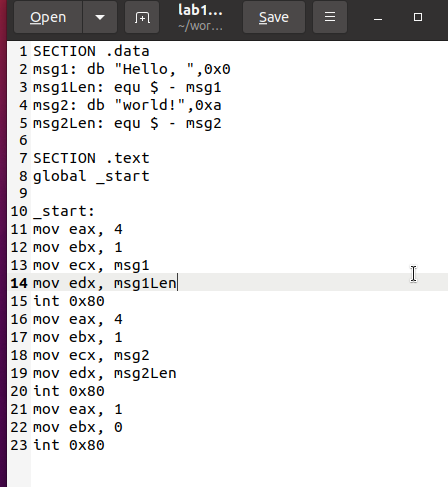 Open
lab1...
~/wor...
Save
1 SECTION .data
2 msg1: db "Hello, ",0x0
3 msg1Len: equ $ - msg1
4 msg2: db "world!",0xa
5 msg2Len: equ $ - msg2
6
7 SECTION .text
8 global _start
9
10 _start:
11 mov eax, 4
12 mov ebx, 1
13 mov ecx, msg1
14 mov edx, msg1Len
15 int 0x80
16 mov eax, 4
17 mov ebx, 1
18 mov ecx, msg2
19 mov edx, msg2Len
20 int 0x80
21 mov eax, 1
22 mov ebx, 0
23 int 0x80